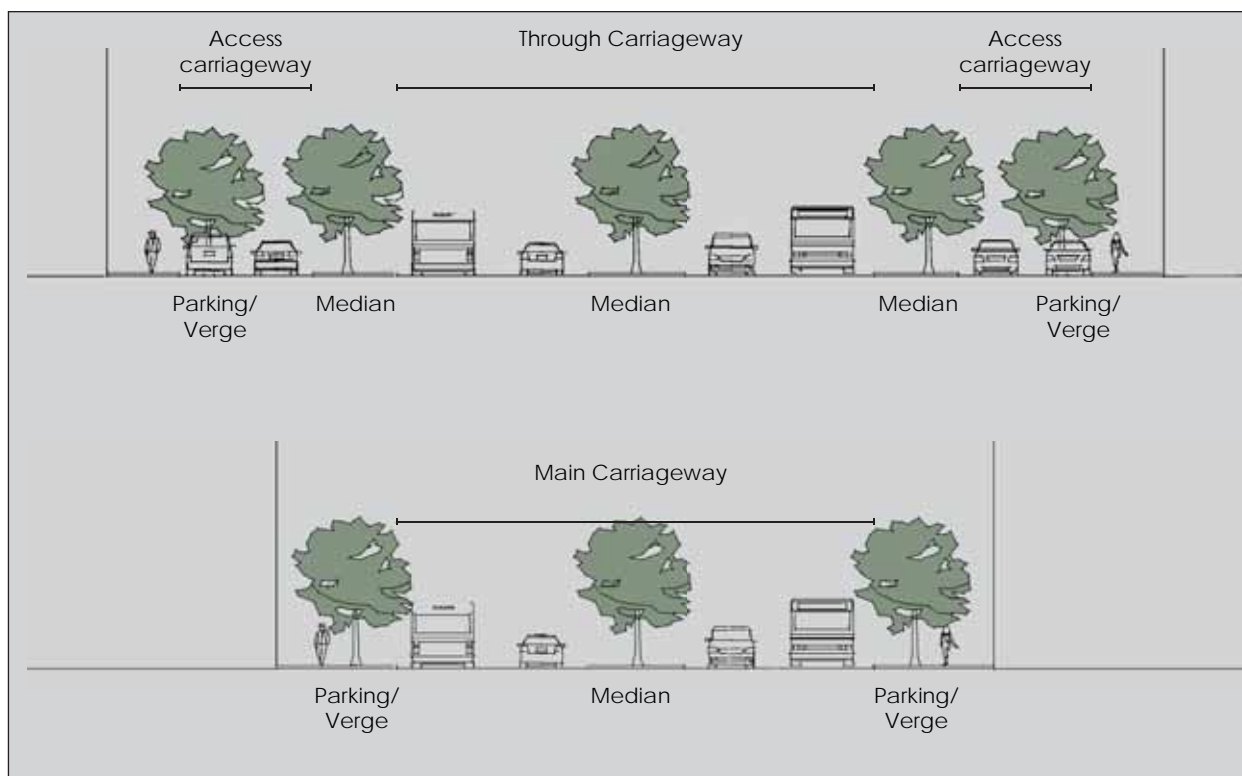 Access
carriageway
Through Carriageway
Access
carriageway
Parking/
Verge
Median
Median
Median
Parking/
Verge
Main Carriageway
Parking/
Verge
Median
Parking/
Verge